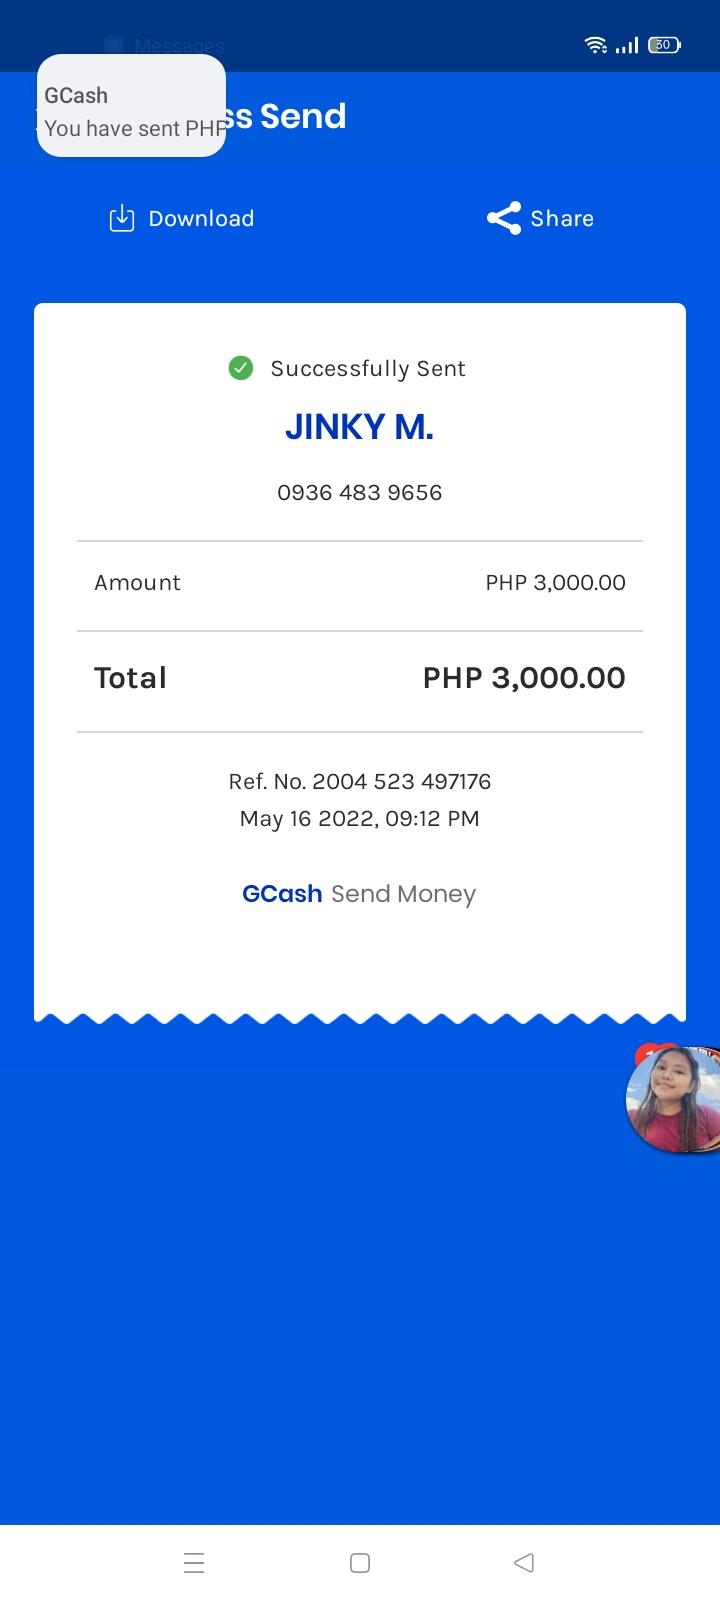 Messages
30
GCash
You have sent PHP
ss Send
Download
Share
Successfully Sent
JINKY M.
0936 483 9656
Amount PHP 3,000.00
Total PHP 3,000.00
Ref. No. 2004 523 497176
May 16 2022, 09:12 PM
GCash Send Money